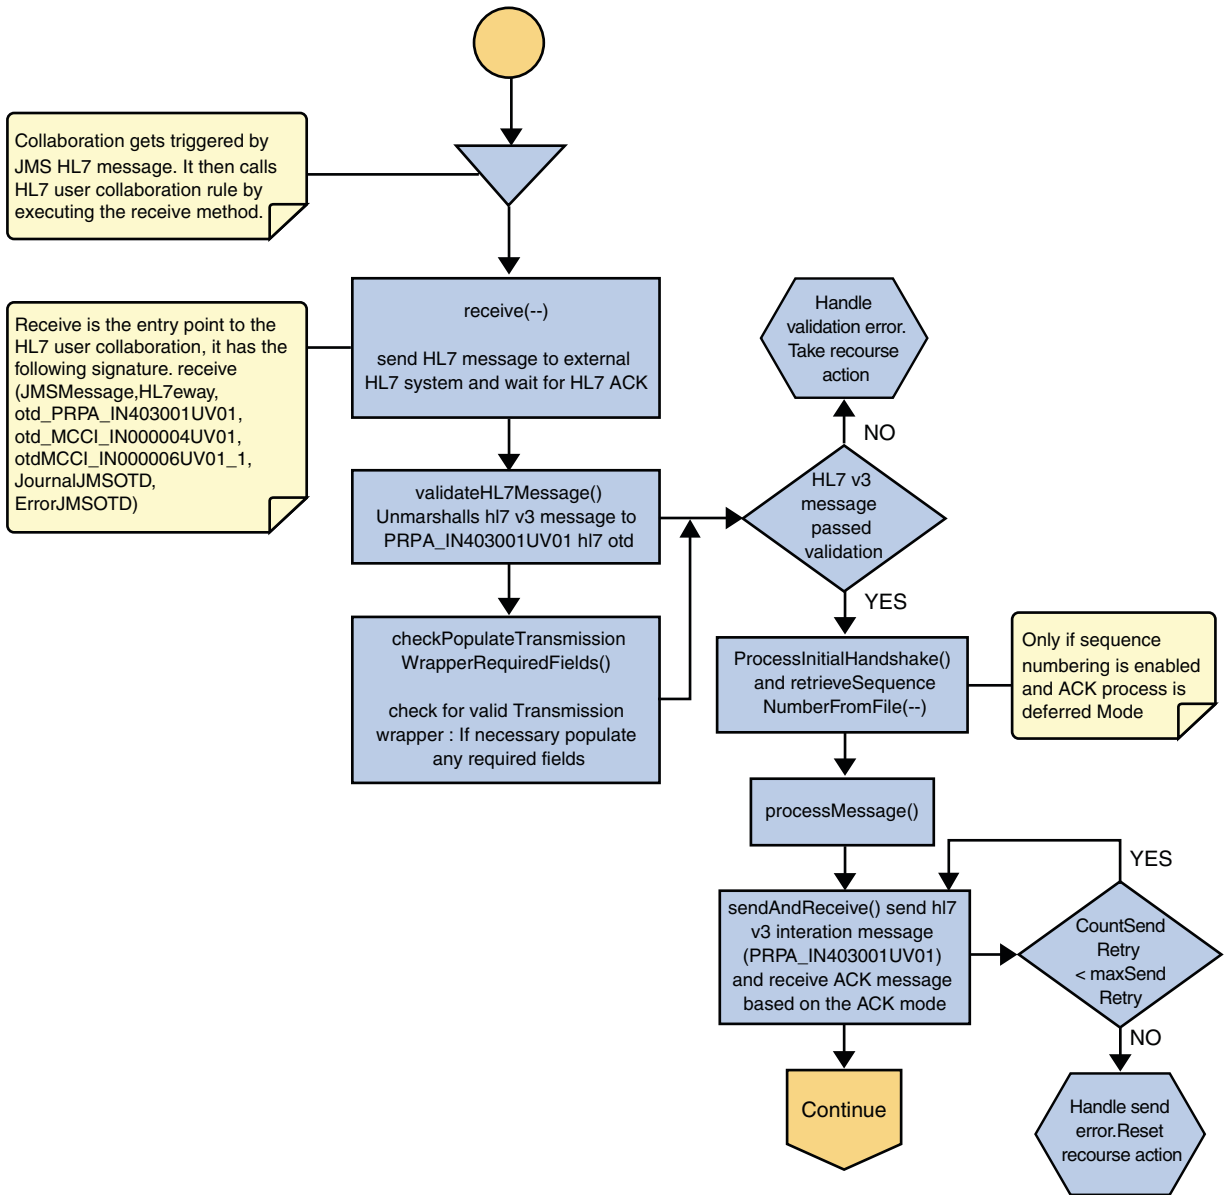 Collaboration gets triggered by
JMS HL7 message. It then calls
HL7 user collaboration rule by
executing the receive method.
Receive is the entry point to the
HL7 user collaboration, it has the
following signature. receive
(JMSMessage,HL7eway,
otd_PRPA_IN403001UV01,
otd_MCCI_IN000004UV01,
otdMCCI_IN000006UV01_1,
JournalJMSOTD,
ErrorJMSOTD)
receive(--)
send HL7 message to external
HL7 system and wait for HL7 ACK
validateHL7Message()
Unmarshalls hl7 v3 message to
PRPA_IN403001UV01 hl7 otd
checkPopulateTransmission
WrapperRequiredFields()
check for valid Transmission
wrapper : If necessary populate
any required fields
Handle
validation error.
Take recourse
action
NO
HL7 v3
message
passed
validation
YES
ProcessInitialHandshake()
and retrieveSequence
NumberFromFile(--)
Only if sequence
numbering is enabled
and ACK process is
deferred Mode
processMessage()
sendAndReceive() send hl7
v3 interation message
(PRPA_IN403001UV01)
and receive ACK message
based on the ACK mode
YES
CountSend
Retry
< maxSend
Retry
NO
Continue
Handle send
error.Reset
recourse action